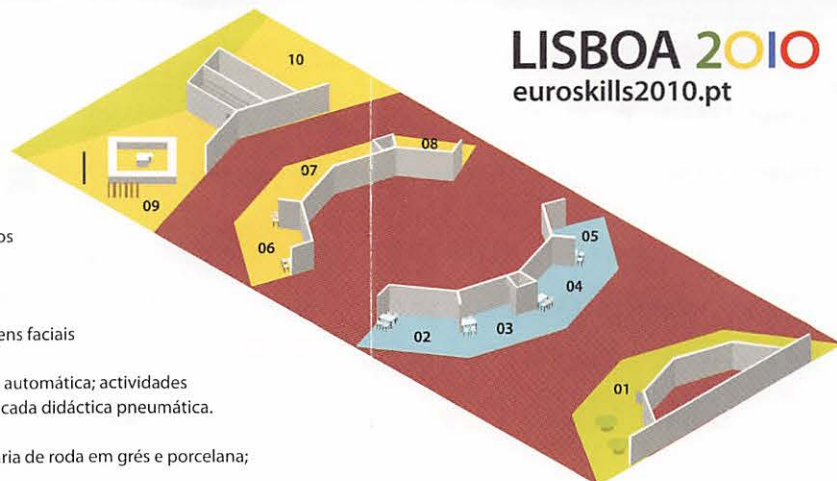 LISBOA 2010
euroskills2010.pt
10
08
07
09
06
05
04
03
02
01
os
ens faciais
automática; actividades
cada didáctica pneumática.
aria de roda em grés e porcelana;